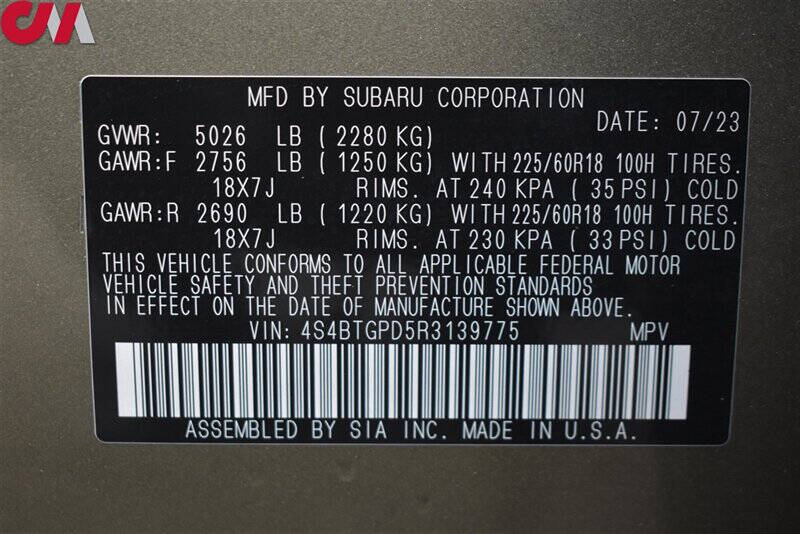 CM
MFD BY SUBARU CORPORATION
DATE: 07/23
GVWR: 5026 LB (2280 KG)
GAWR:F 2756 LB (1250 KG) WITH 225/60R18 100H TIRES.
18X7J RIMS. AT 240 KPA (35 PSI) COLD
GAWR:R 2690 LB (1220 KG) WITH 225/60R18 100H TIRES.
18X7J RIMS. AT 230 KPA (33 PSI) COLD
THIS VEHICLE CONFORMS TO ALL APPLICABLE FEDERAL MOTOR
VEHICLE SAFETY AND THEFT PREVENTION STANDARDS
IN EFFECT ON THE DATE OF MANUFACTURE SHOWN ABOVE.
VIN: 4S4BTGPD5R3139775 MPV
ASSEMBLED BY SIA INC. MADE IN U.S.A.